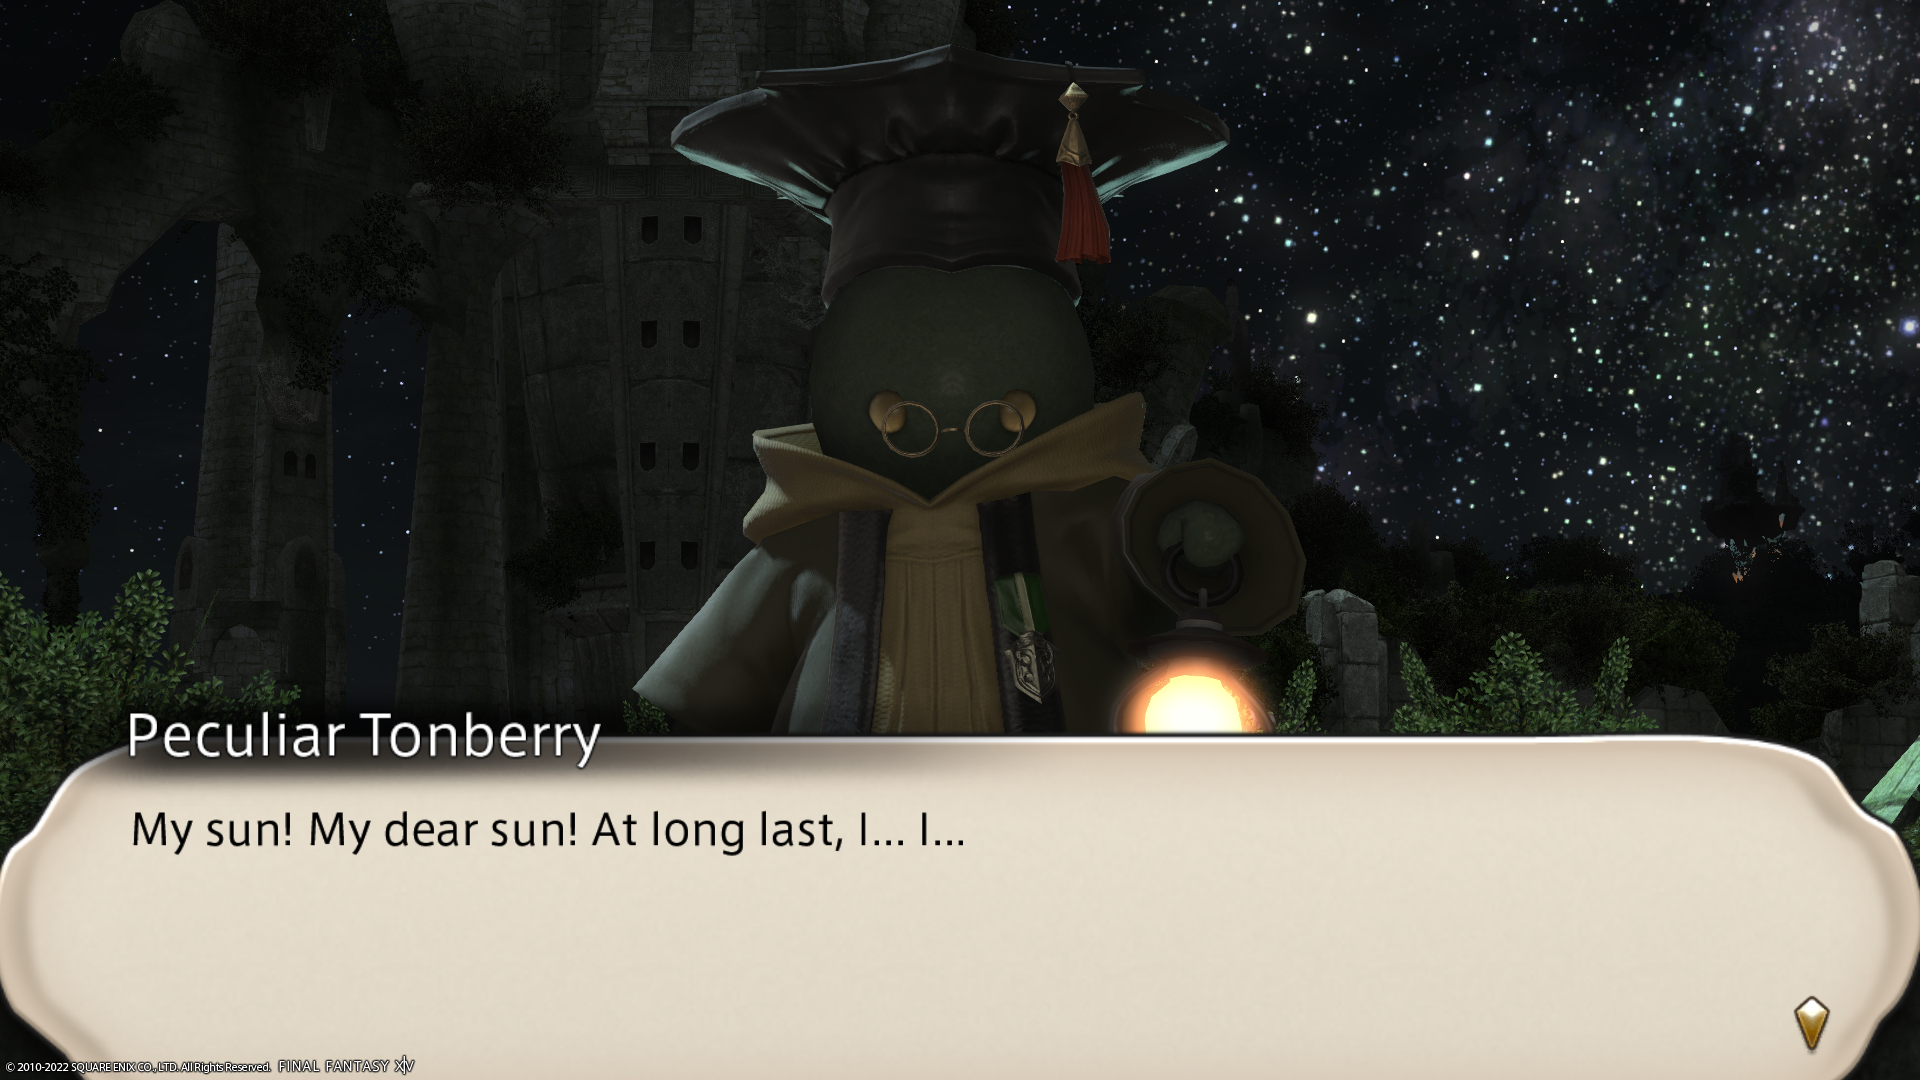 Peculiar Tonberry
My sun! My dear sun! At long last, I... I...
© 2010-2022 SQUARE ENIX CO., LTD. All Rights Reserved. FINAL FANTASY XIV